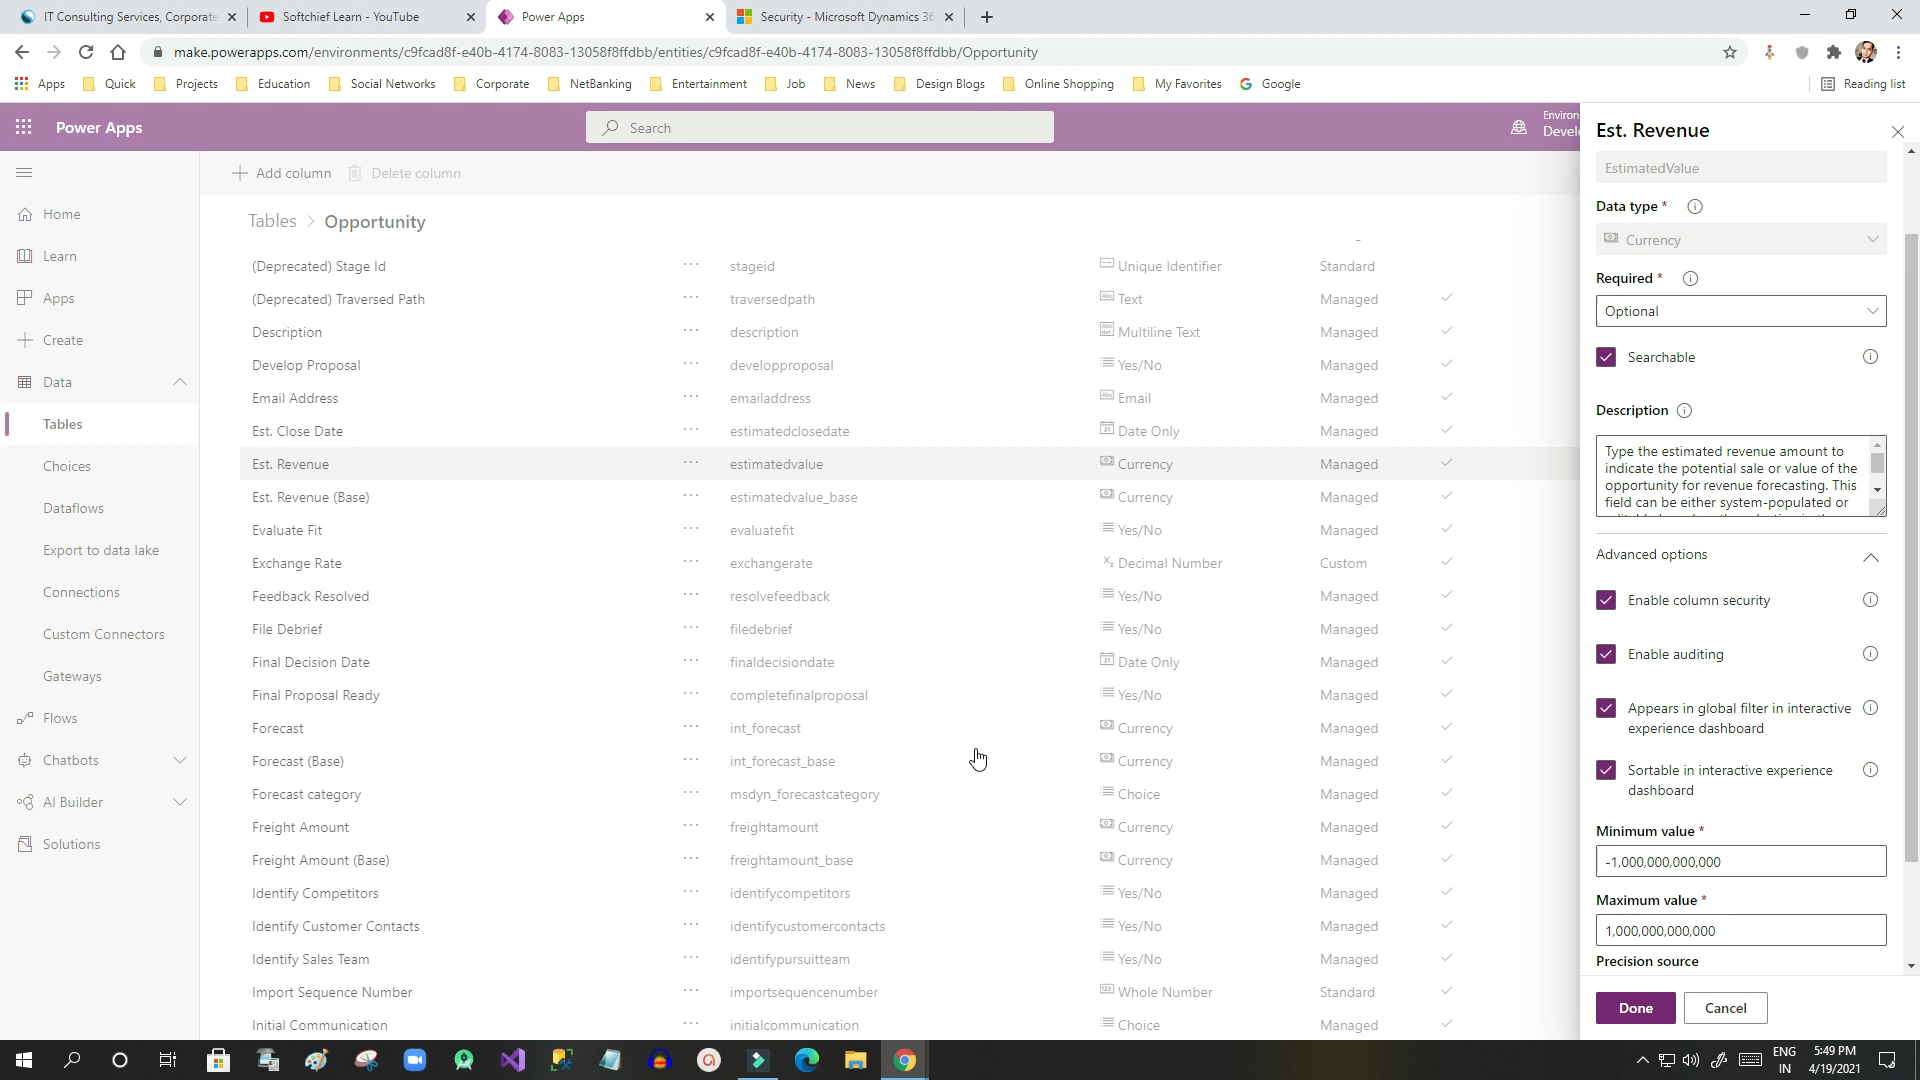 IT Consulting Services, Corporate
Softchief Learn - YouTube
Power Apps
Security - Microsoft Dynamics 36
make.powerapps.com/environments/c9fcad8f-e40b-4174-8083-13058f8ffdbb/entities/c9fcad8f-e40b-4174-8083-13058f8ffdbb/Opportunity
Apps Quick Projects Education Social Networks Corporate NetBanking Entertainment Job News Design Blogs Online Shopping My Favorites Google Reading list
Power Apps
Search
Environ
Devel
Home
Learn
Apps
Create
Data
Tables
Choices
Dataflows
Export to data lake
Connections
Custom Connectors
Gateways
Flows
Chatbots
AI Builder
Solutions
Add column Delete column
Tables > Opportunity
(Deprecated) Stage Id ... stageid Unique Identifier Standard
(Deprecated) Traversed Path ... traversedpath Text Managed
Description ... description Multiline Text Managed
Develop Proposal ... developproposal Yes/No Managed
Email Address ... emailaddress Email Managed
Est. Close Date ... estimatedclosedate Date Only Managed
Est. Revenue ... estimatedvalue Currency Managed
Est. Revenue (Base) ... estimatedvalue_base Currency Managed
Evaluate Fit ... evaluatefit Yes/No Managed
Exchange Rate ... exchangerate Decimal Number Custom
Feedback Resolved ... resolvefeedback Yes/No Managed
File Debrief ... filedebrief Yes/No Managed
Final Decision Date ... finaldecisiondate Date Only Managed
Final Proposal Ready ... completefinalproposal Yes/No Managed
Forecast ... int_forecast Currency Managed
Forecast (Base) ... int_forecast_base Currency Managed
Forecast category ... msdyn_forecastcategory Choice Managed
Freight Amount ... freightamount Currency Managed
Freight Amount (Base) ... freightamount_base Currency Managed
Identify Competitors ... identifycompetitors Yes/No Managed
Identify Customer Contacts ... identifycustomercontacts Yes/No Managed
Identify Sales Team ... identifypursuitteam Yes/No Managed
Import Sequence Number ... importsequencenumber Whole Number Standard
Initial Communication ... initialcommunication Choice Managed
Est. Revenue
EstimatedValue
Data type *
Currency
Required *
Optional
Searchable
Description
Type the estimated revenue amount to
indicate the potential sale or value of the
opportunity for revenue forecasting. This
field can be either system-populated or
Advanced options
Enable column security
Enable auditing
Appears in global filter in interactive
experience dashboard
Sortable in interactive experience
dashboard
Minimum value *
-1,000,000,000,000
Maximum value *
1,000,000,000,000
Precision source
Done Cancel
ENG
IN
5:49 PM
4/19/2021